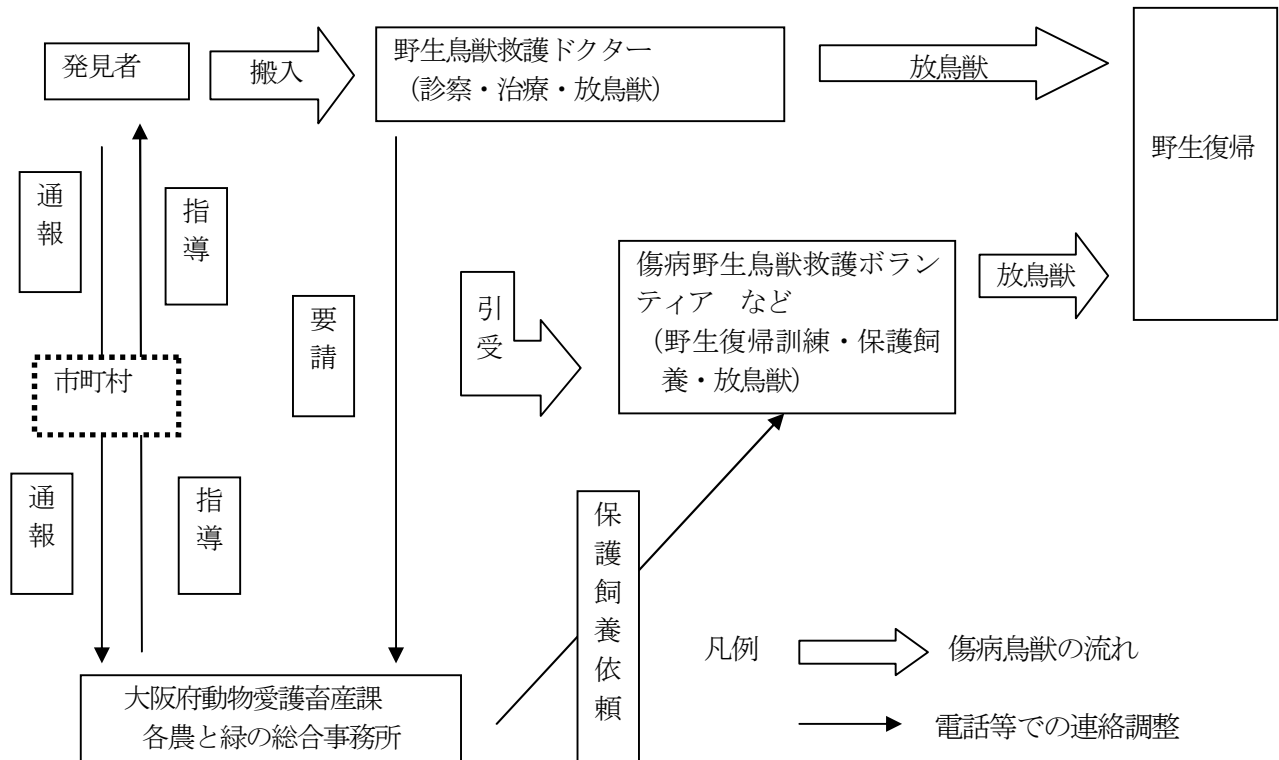 発見者
搬入
野生鳥獣救護ドクター
（診察・治療・放鳥獣）
放鳥獣
野生復帰
通報
指導
要請
引受
傷病野生鳥獣救護ボラン
ティア　など
（野生復帰訓練・保護飼
養・放鳥獣）
放鳥獣
市町村
通報
指導
保護飼養依頼
大阪府動物愛護畜産課
各農と緑の総合事務所
凡例
傷病鳥獣の流れ
電話等での連絡調整